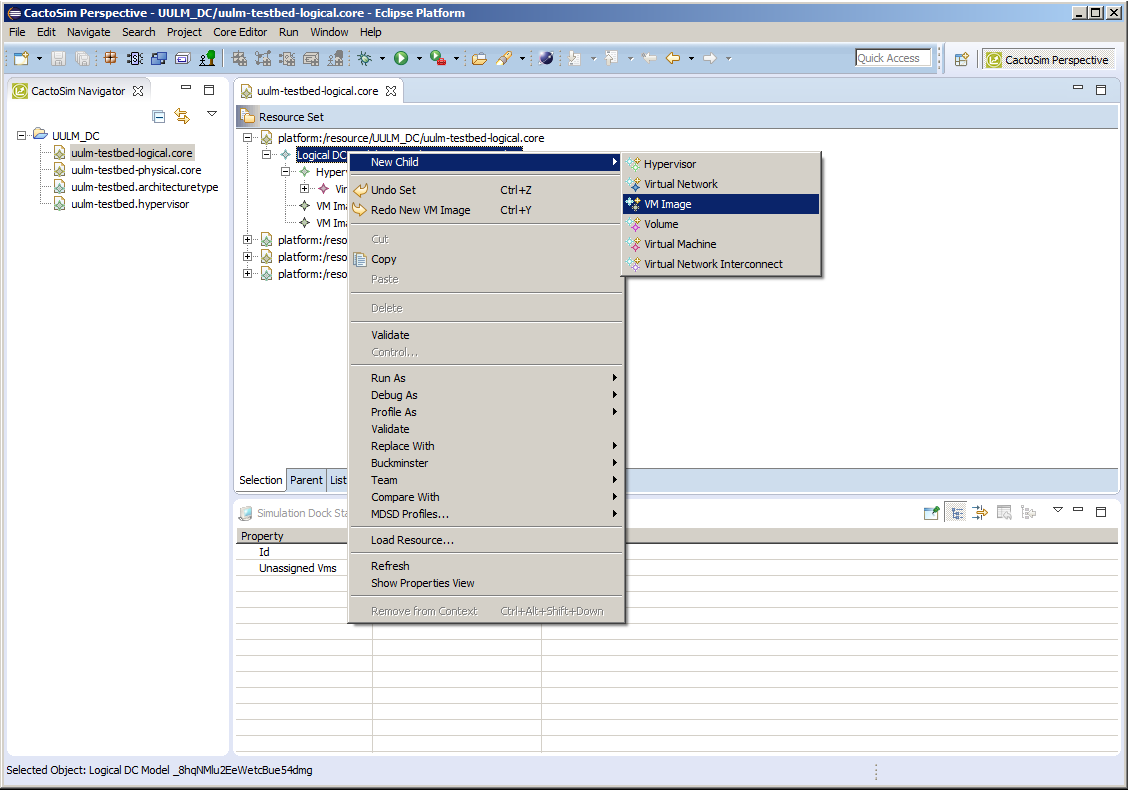 CactoSim Perspective - UULM_DC/uulm-testbed-logical.core - Eclipse Platform
File Edit Navigate Search Project Core Editor Run Window Help
Quick Access
CactoSim Perspective
CactoSim Navigator
UULM_DC
uulm-testbed-logical.core
uulm-testbed-physical.core
uulm-testbed.architecturetype
uulm-testbed.hypervisor
uulm-testbed-logical.core
Resource Set
platform:/resource/UULM_DC/uulm-testbed-logical.core
Logical DC
Hyperv
Vir
VM Ima
VM Ima
platform:/reso
platform:/reso
platform:/reso
New Child
Undo Set Ctrl+Z
Redo New VM Image Ctrl+Y
Cut
Copy
Paste
Delete
Validate
Control...
Run As
Debug As
Profile As
Validate
Replace With
Buckminster
Team
Compare With
MDSD Profiles...
Load Resource...
Refresh
Show Properties View
Remove from Context Ctrl+Alt+Shift+Down
Hypervisor
Virtual Network
VM Image
Volume
Virtual Machine
Virtual Network Interconnect
Selection Parent List
Simulation Dock Sta
Property
Id
Unassigned Vms
Selected Object: Logical DC Model _8hqNMlu2EeWetcBue54dmg